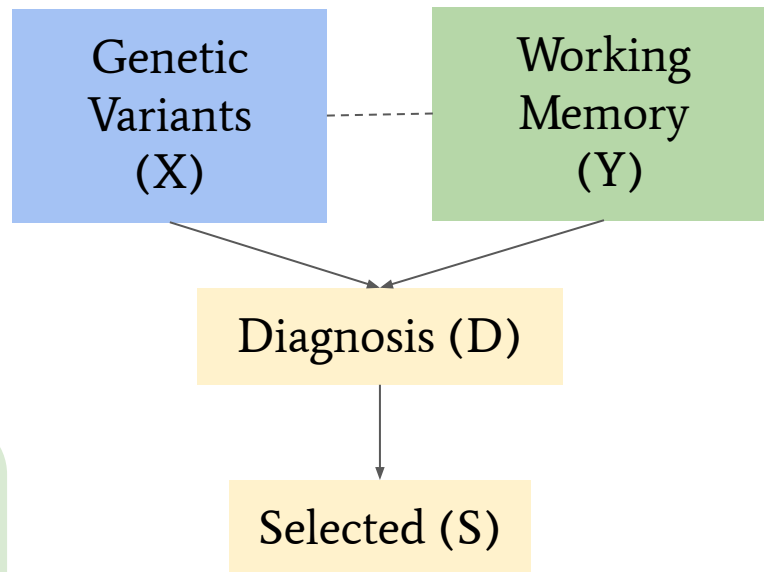 Genetic
Variants
(X)
Working
Memory
(Y)
Diagnosis (D)
Selected (S)